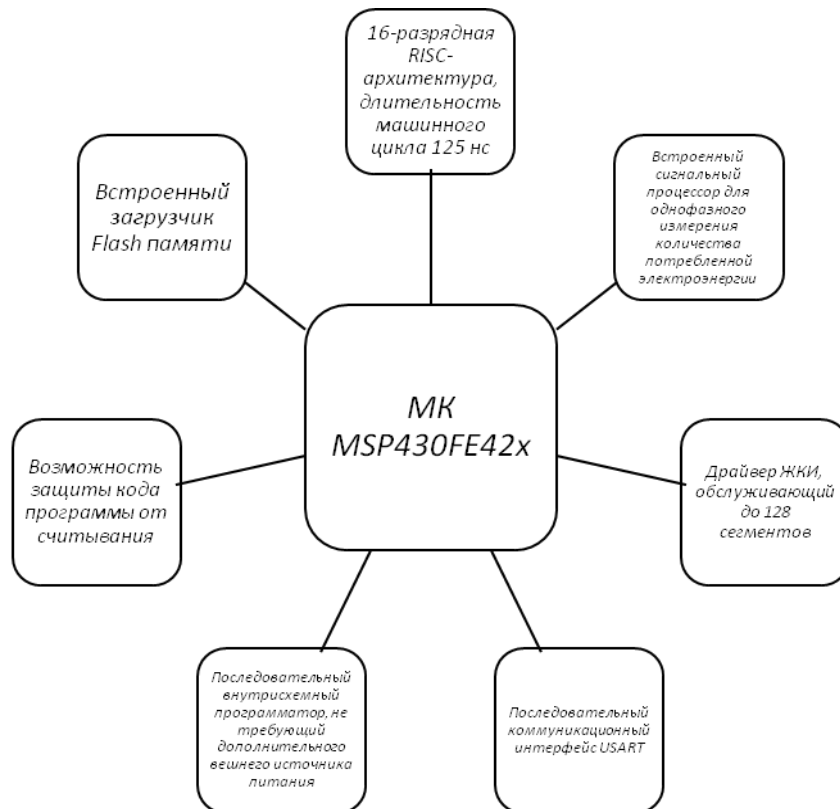 16-разрядная
RISC-
архитектура,
длительность
машинного
цикла 125 нс
Встроенный
сигнальный
процессор для
однофазного
измерения
количества
потребленной
электроэнергии
Драйвер ЖКИ,
обслуживающий
до 128
сегментов
Последовательный
коммуникационный
интерфейс USART
Последовательный
внутрисхемный
программатор, не
требующий
дополнительного
вешнего источника
питания
Возможность
защиты кода
программы от
считывания
Встроенный
загрузчик
Flash памяти
МК
MSP430FE42x